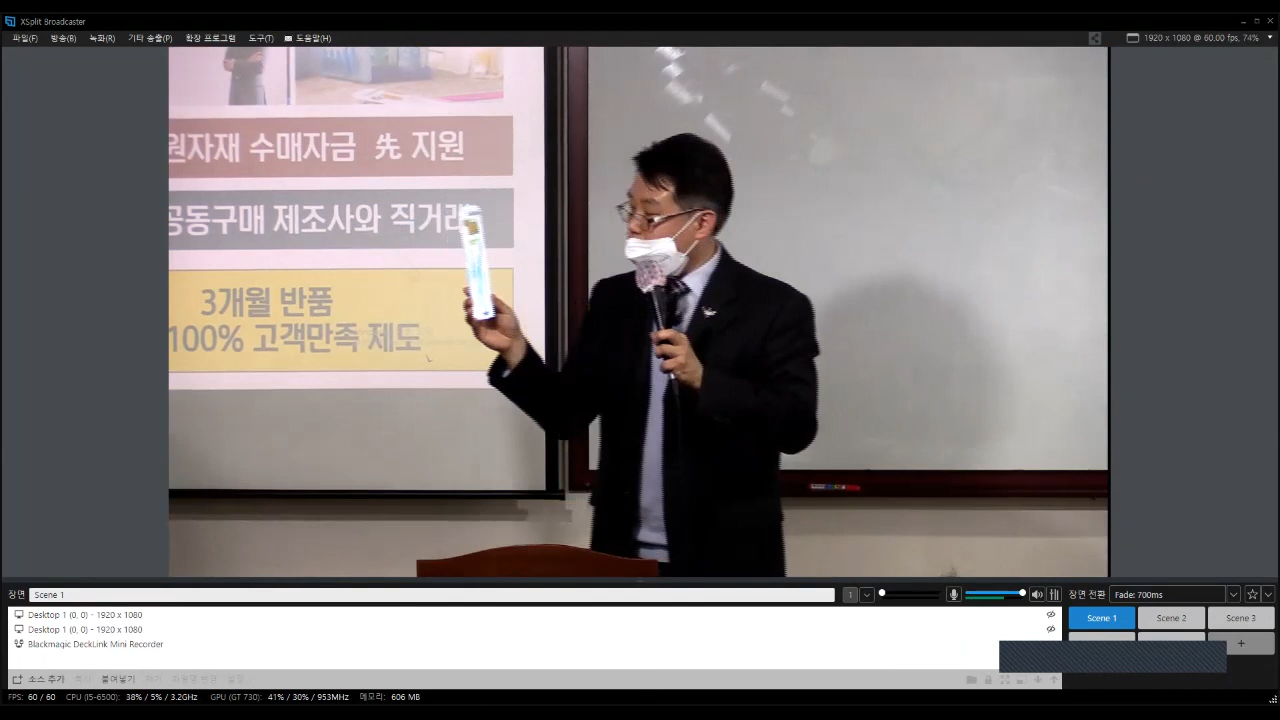 XSplit Broadcaster
파일(F) 방송(B) 녹화(R) 기타 송출(P) 확장 프로그램 도구(T) 도움말(H)
1920 x 1080 @ 60.00 fps, 74%
원자재 수매자금 先 지원
공동구매 제조사와 직거래
3개월 반품
100% 고객만족 제도
장면 Scene 1 1 장면 전환 Fade: 700ms
Desktop 1 (0, 0) - 1920 x 1080
Desktop 1 (0, 0) - 1920 x 1080
Blackmagic DeckLink Mini Recorder
Scene 1 Scene 2 Scene 3
소스 추가 복사 붙여넣기
FPS: 60 / 60 CPU (I5-6500): 38% / 5% / 3.2GHz GPU (GT 730): 41% / 30% / 953MHz 메모리: 606 MB